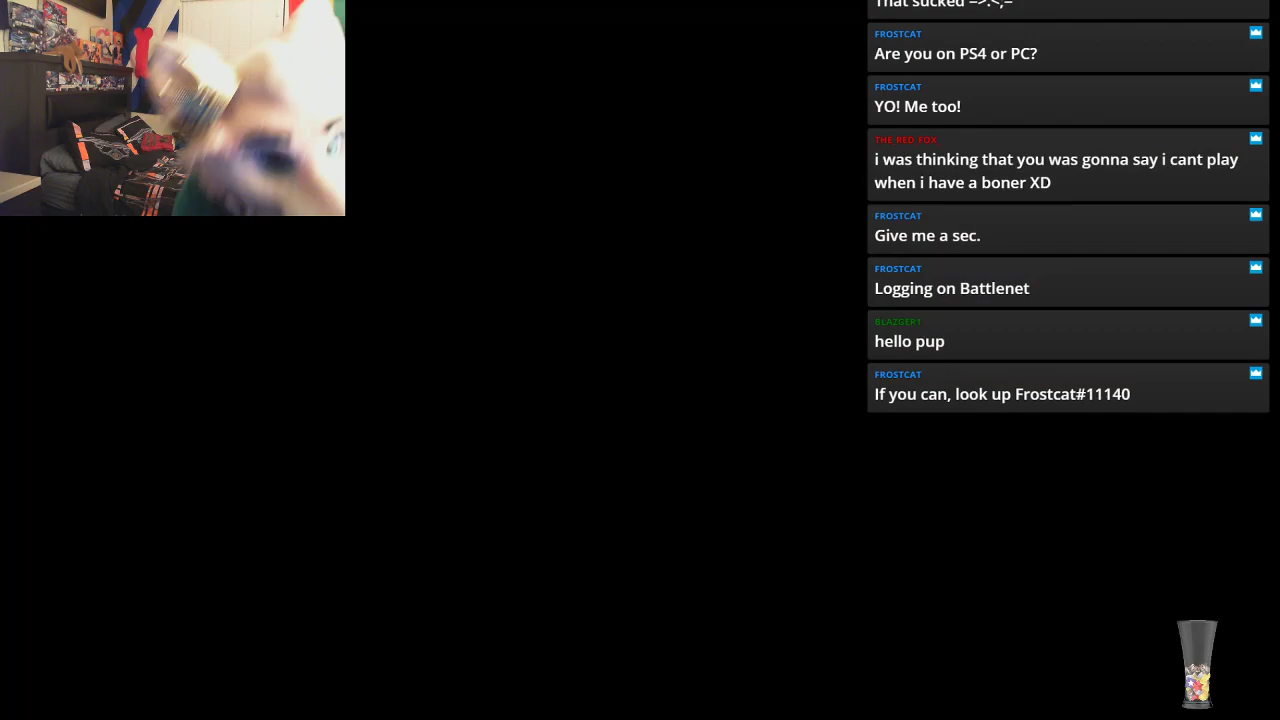 That sucked =>.<,=
FROSTCAT
Are you on PS4 or PC?
FROSTCAT
YO! Me too!
THE RED FOX
i was thinking that you was gonna say i cant play
when i have a boner XD
FROSTCAT
Give me a sec.
FROSTCAT
Logging on Battlenet
BLAZGER1
hello pup
FROSTCAT
If you can, look up Frostcat#11140